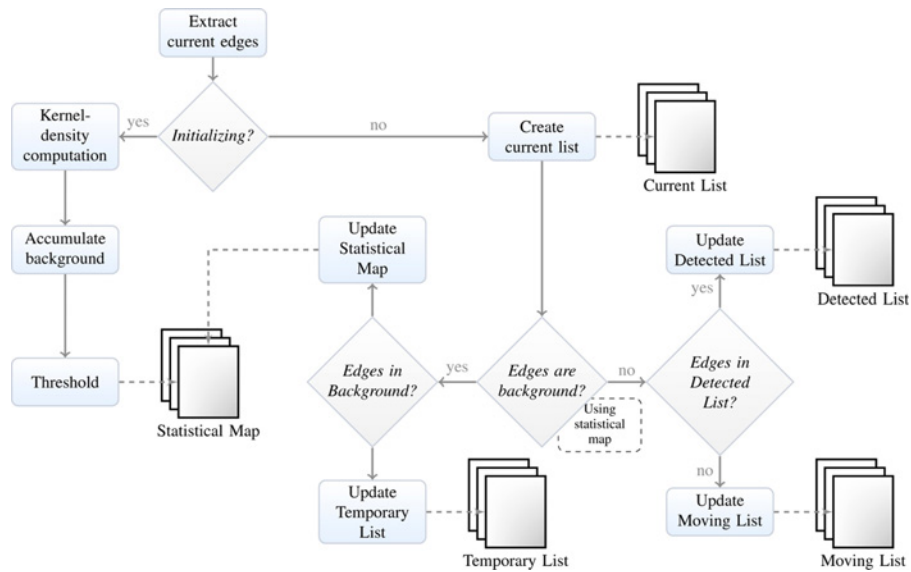 Extract
current edges
Initializing?
yes
no
Kernel-
density
computation
Create
current list
Current List
Accumulate
background
Update
Statistical
Map
Update
Detected List
Detected List
yes
Threshold
Statistical Map
Edges in
Background?
yes
Edges are
background?
no
Edges in
Detected
List?
Using
statistical
map
no
Update
Temporary
List
Temporary List
Update
Moving List
Moving List